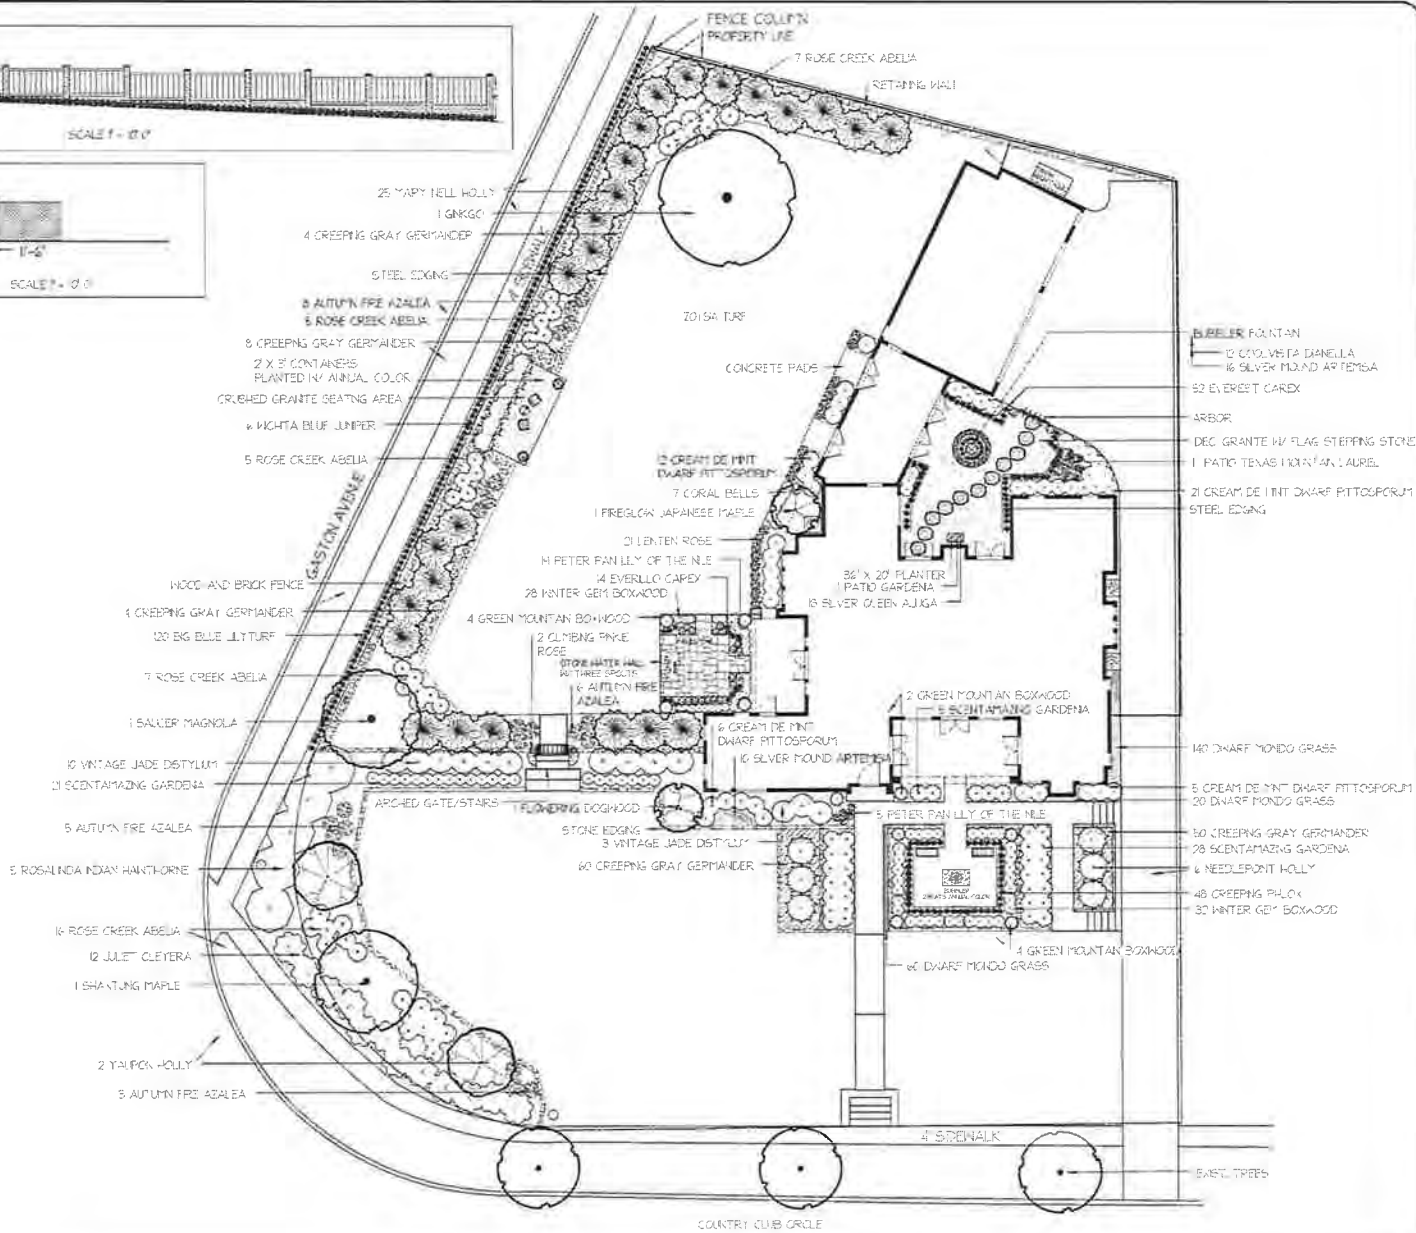 FENCE COLUMN
PROPERTY LINE
7 ROSE CREEK ABELIA
RETAINING WALL
SCALE 1" = 10'0"
11'-6"
SCALE 1" = 10'0"
25 MARY NELL HOLLY
1 GINKGO
4 CREEPING GRAY GERMANDER
STEEL EDGING
8 AUTUMN FIRE AZALEA
5 ROSE CREEK ABELIA
8 CREEPING GRAY GERMANDER
2' X 3' CONTAINERS
PLANTED W/ ANNUAL COLOR
CRUSHED GRANITE SEATING AREA
6 WICHITA BLUE JUNIPER
5 ROSE CREEK ABELIA
GASTON AVENUE
WOOD AND BRICK FENCE
4 CREEPING GRAY GERMANDER
120 BIG BLUE LILYTURF
7 ROSE CREEK ABELIA
1 SAUCER MAGNOLIA
10 VINTAGE JADE DISTYLIUM
21 SCENTAMAZING GARDENIA
5 AUTUMN FIRE AZALEA
5 ROSALINDA INDIAN HAWTHORNE
16 ROSE CREEK ABELIA
12 JULIET CLEYERA
1 SHANTUNG MAPLE
2 YAUPON HOLLY
5 AUTUMN FIRE AZALEA
ZOISA TURF
CONCRETE PADS
12 CREAM DE MINT
DWARF PITTOSPORUM
7 CORAL BELLS
1 FIREGLOW JAPANESE MAPLE
21 LENTEN ROSE
14 PETER PAN LILY OF THE NILE
14 EVERILLO CAREX
28 WINTER GEM BOXWOOD
4 GREEN MOUNTAIN BOXWOOD
2 CLIMBING PINKIE
ROSE
STONE WATER WALL
W/ THREE SPOUTS
6 AUTUMN FIRE
AZALEA
36" X 20" PLANTER
1 PATIO GARDENIA
10 SILVER QUEEN AJUGA
2 GREEN MOUNTAIN BOXWOOD
5 SCENTAMAZING GARDENIA
6 CREAM DE MINT
DWARF PITTOSPORUM
16 SILVER MOUND ARTEMISIA
ARCHED GATE/STAIRS
1 FLOWERING DOGWOOD
STONE EDGING
3 VINTAGE JADE DISTYLIUM
60 CREEPING GRAY GERMANDER
5 PETER PAN LILY OF THE NILE
BUBBLER
ANNUAL COLOR
BUBBLER FOUNTAIN
12 COOLVISTA DIANELLA
16 SILVER MOUND ARTEMISIA
52 EVEREST CAREX
ARBOR
DEC. GRANITE W/ FLAG STEPPING STONE
1 PATIO TEXAS MOUNTAIN LAUREL
21 CREAM DE MINT DWARF PITTOSPORUM
STEEL EDGING
140 DWARF MONDO GRASS
5 CREAM DE MINT DWARF PITTOSPORUM
20 DWARF MONDO GRASS
50 CREEPING GRAY GERMANDER
28 SCENTAMAZING GARDENIA
6 NEEDLEPOINT HOLLY
48 CREEPING PHLOX
32 WINTER GEM BOXWOOD
4 GREEN MOUNTAIN BOXWOOD
60 DWARF MONDO GRASS
4' SIDEWALK
EXIST. TREES
COUNTRY CLUB CIRCLE